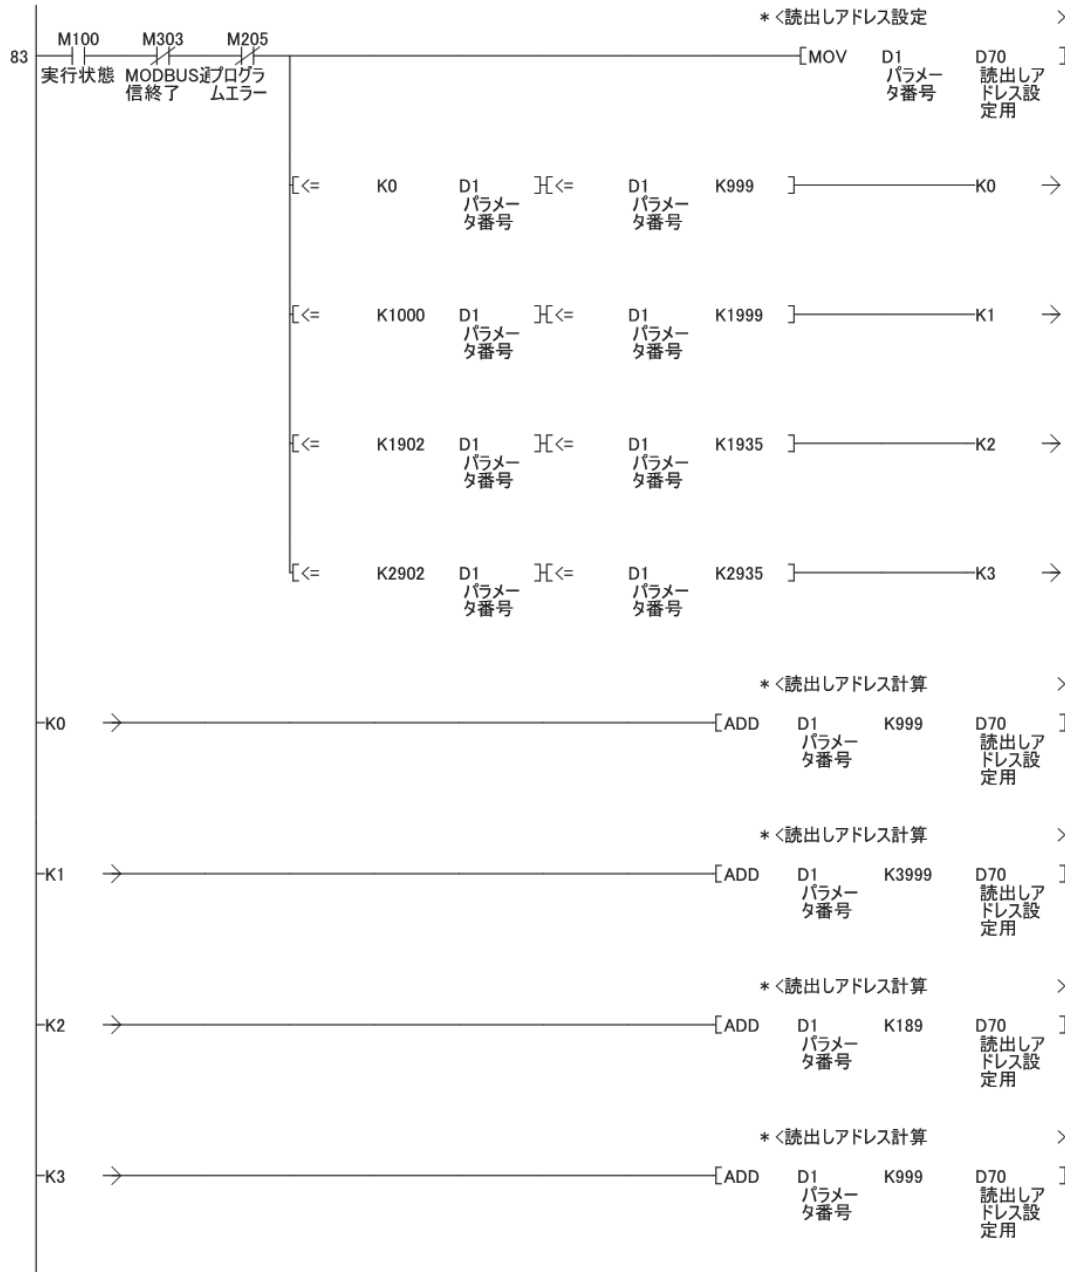 *<読出しアドレス設定 >
M100 M303 M205
83 [MOV D1 D70 ]
実行状態 MODBUS通 プログラ パラメー 読出しア
信終了 ムエラー タ番号 ドレス設
定用
[<= K0 D1 ][<= D1 K999 ] K0
パラメー パラメー
タ番号 タ番号
[<= K1000 D1 ][<= D1 K1999 ] K1
パラメー パラメー
タ番号 タ番号
[<= K1902 D1 ][<= D1 K1935 ] K2
パラメー パラメー
タ番号 タ番号
[<= K2902 D1 ][<= D1 K2935 ] K3
パラメー パラメー
タ番号 タ番号
*<読出しアドレス計算 >
K0 [ADD D1 K999 D70 ]
パラメー 読出しア
タ番号 ドレス設
定用
*<読出しアドレス計算 >
K1 [ADD D1 K3999 D70 ]
パラメー 読出しア
タ番号 ドレス設
定用
*<読出しアドレス計算 >
K2 [ADD D1 K189 D70 ]
パラメー 読出しア
タ番号 ドレス設
定用
*<読出しアドレス計算 >
K3 [ADD D1 K999 D70 ]
パラメー 読出しア
タ番号 ドレス設
定用